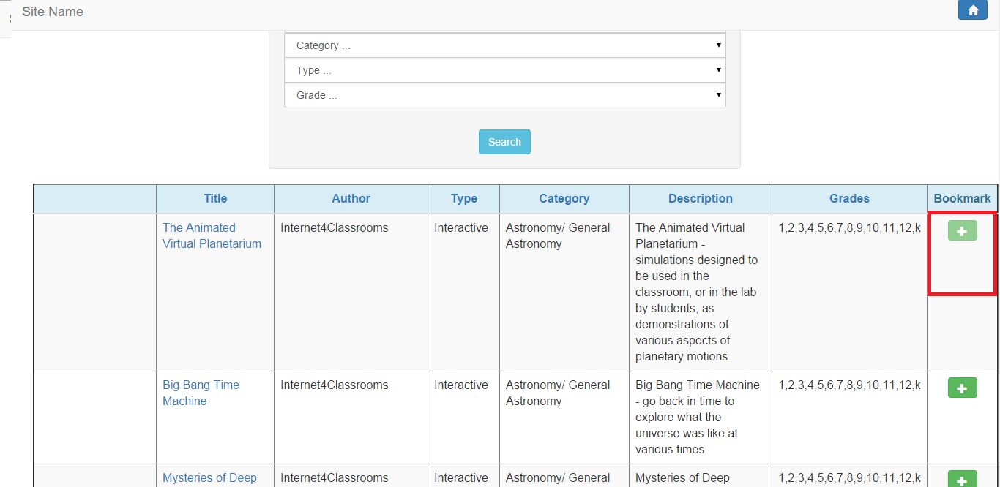 Site Name
Category ...
Type ...
Grade ...
Search
Title Author Type Category Description Grades Bookmark
The Animated Internet4Classrooms Interactive Astronomy/ General The Animated Virtual 1,2,3,4,5,6,7,8,9,10,11,12,k
Virtual Planetarium Astronomy Planetarium -
simulations designed to
be used in the
classroom, or in the lab
by students, as
demonstrations of
various aspects of
planetary motions
Big Bang Time Internet4Classrooms Interactive Astronomy/ General Big Bang Time Machine 1,2,3,4,5,6,7,8,9,10,11,12,k
Machine Astronomy - go back in time to
explore what the
universe was like at
various times
Mysteries of Deep Internet4Classrooms Interactive Astronomy/ General Mysteries of Deep 1,2,3,4,5,6,7,8,9,10,11,12,k